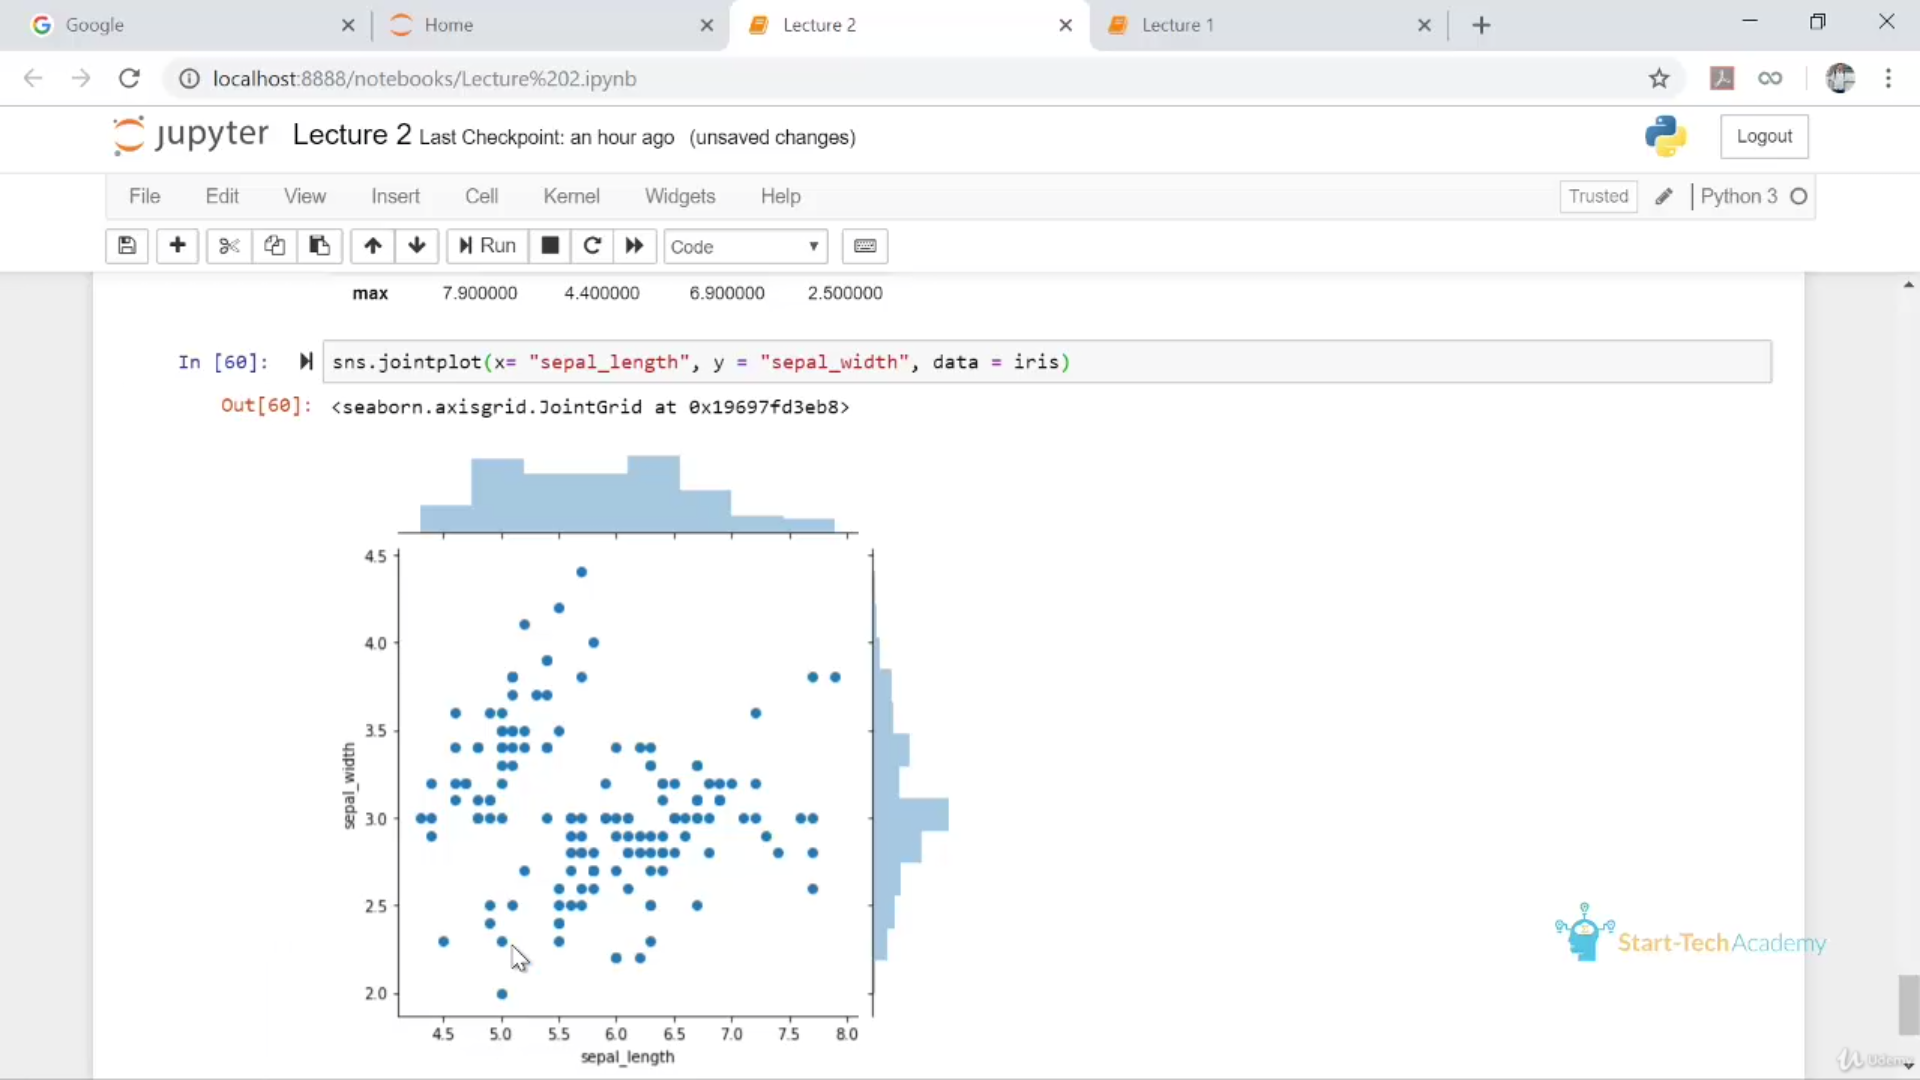 Google
Home
Lecture 2
Lecture 1
localhost:8888/notebooks/Lecture%202.ipynb
jupyter Lecture 2 Last Checkpoint: an hour ago (unsaved changes)
Logout
File Edit View Insert Cell Kernel Widgets Help
Trusted Python 3
Run Code
max 7.900000 4.400000 6.900000 2.500000
In [60]: sns.jointplot(x= "sepal_length", y = "sepal_width", data = iris)
Out[60]: <seaborn.axisgrid.JointGrid at 0x19697fd3eb8>
4.5
4.0
3.5
3.0
2.5
2.0
sepal_width
4.5 5.0 5.5 6.0 6.5 7.0 7.5 8.0
sepal_length
Start-TechAcademy
Udemy